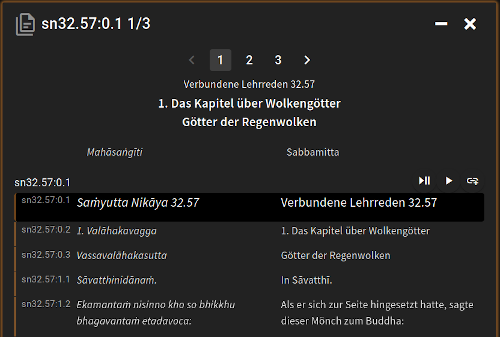 sn32.57:0.1 1/3
1 2 3
Verbundene Lehrreden 32.57
1. Das Kapitel über Wolkengötter
Götter der Regenwolken
Mahāsaṅgīti Sabbamitta
sn32.57:0.1
sn32.57:0.1 Saṁyutta Nikāya 32.57 Verbundene Lehrreden 32.57
sn32.57:0.2 1. Valāhakavagga 1. Das Kapitel über Wolkengötter
sn32.57:0.3 Vassavalāhakasutta Götter der Regenwolken
sn32.57:1.1 Sāvatthinidānaṁ. In Sāvatthī.
sn32.57:1.2 Ekamantaṁ nisinno kho so bhikkhu Als er sich zur Seite hingesetzt hatte, sagte
bhagavantaṁ etadavoca: dieser Mönch zum Buddha: